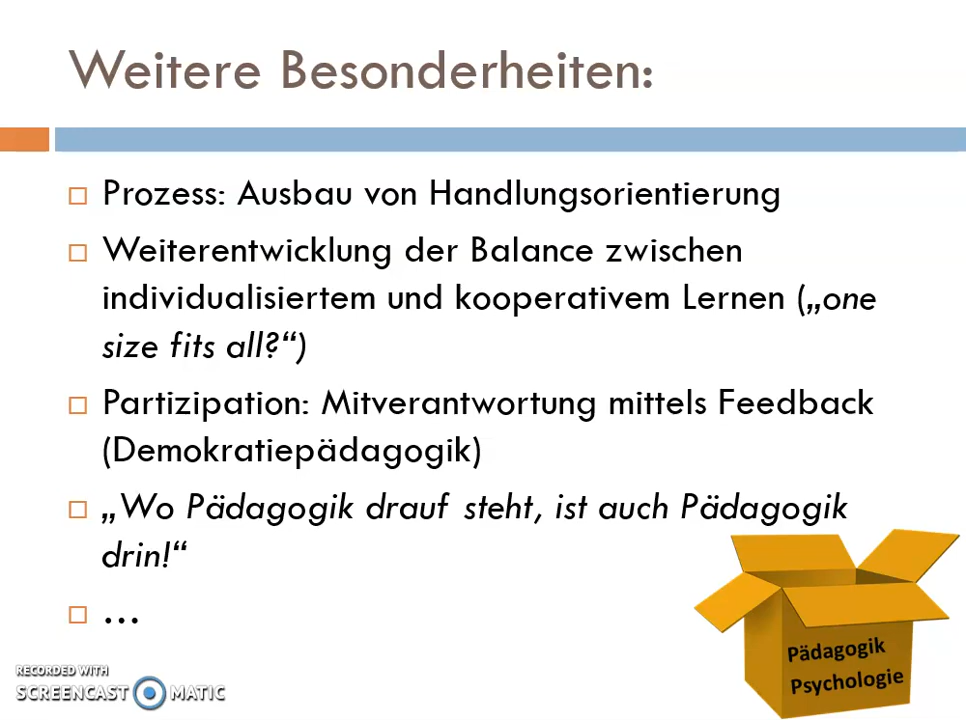 Weitere Besonderheiten:
Prozess: Ausbau von Handlungsorientierung
Weiterentwicklung der Balance zwischen
individualisiertem und kooperativem Lernen („one
size fits all?“)
Partizipation: Mitverantwortung mittels Feedback
(Demokratiepädagogik)
„Wo Pädagogik drauf steht, ist auch Pädagogik
drin!“
...
Pädagogik
Psychologie
RECORDED WITH
SCREENCAST MATIC